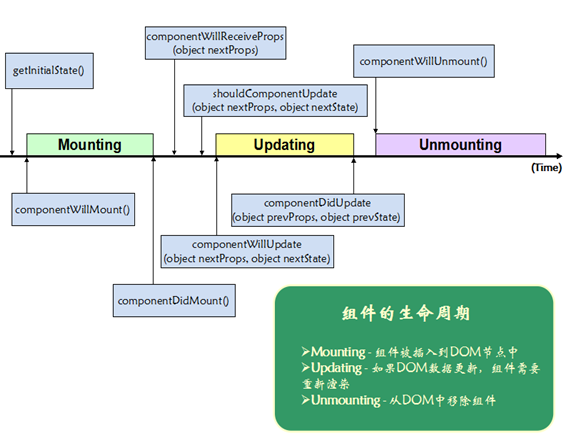 componentWillReceiveProps
(object nextProps)
getInitialState()
componentWillUnmount()
shouldComponentUpdate
(object nextProps, object nextState)
Mounting
Updating
Unmounting
(Time)
componentWillMount()
componentDidUpdate
(object prevProps, object prevState)
componentWillUpdate
(object nextProps, object nextState)
componentDidMount()
组件的生命周期
➢Mounting - 组件被插入到DOM节点中
➢Updating - 如果DOM数据更新，组件需要
重新渲染
➢Unmounting - 从DOM中移除组件